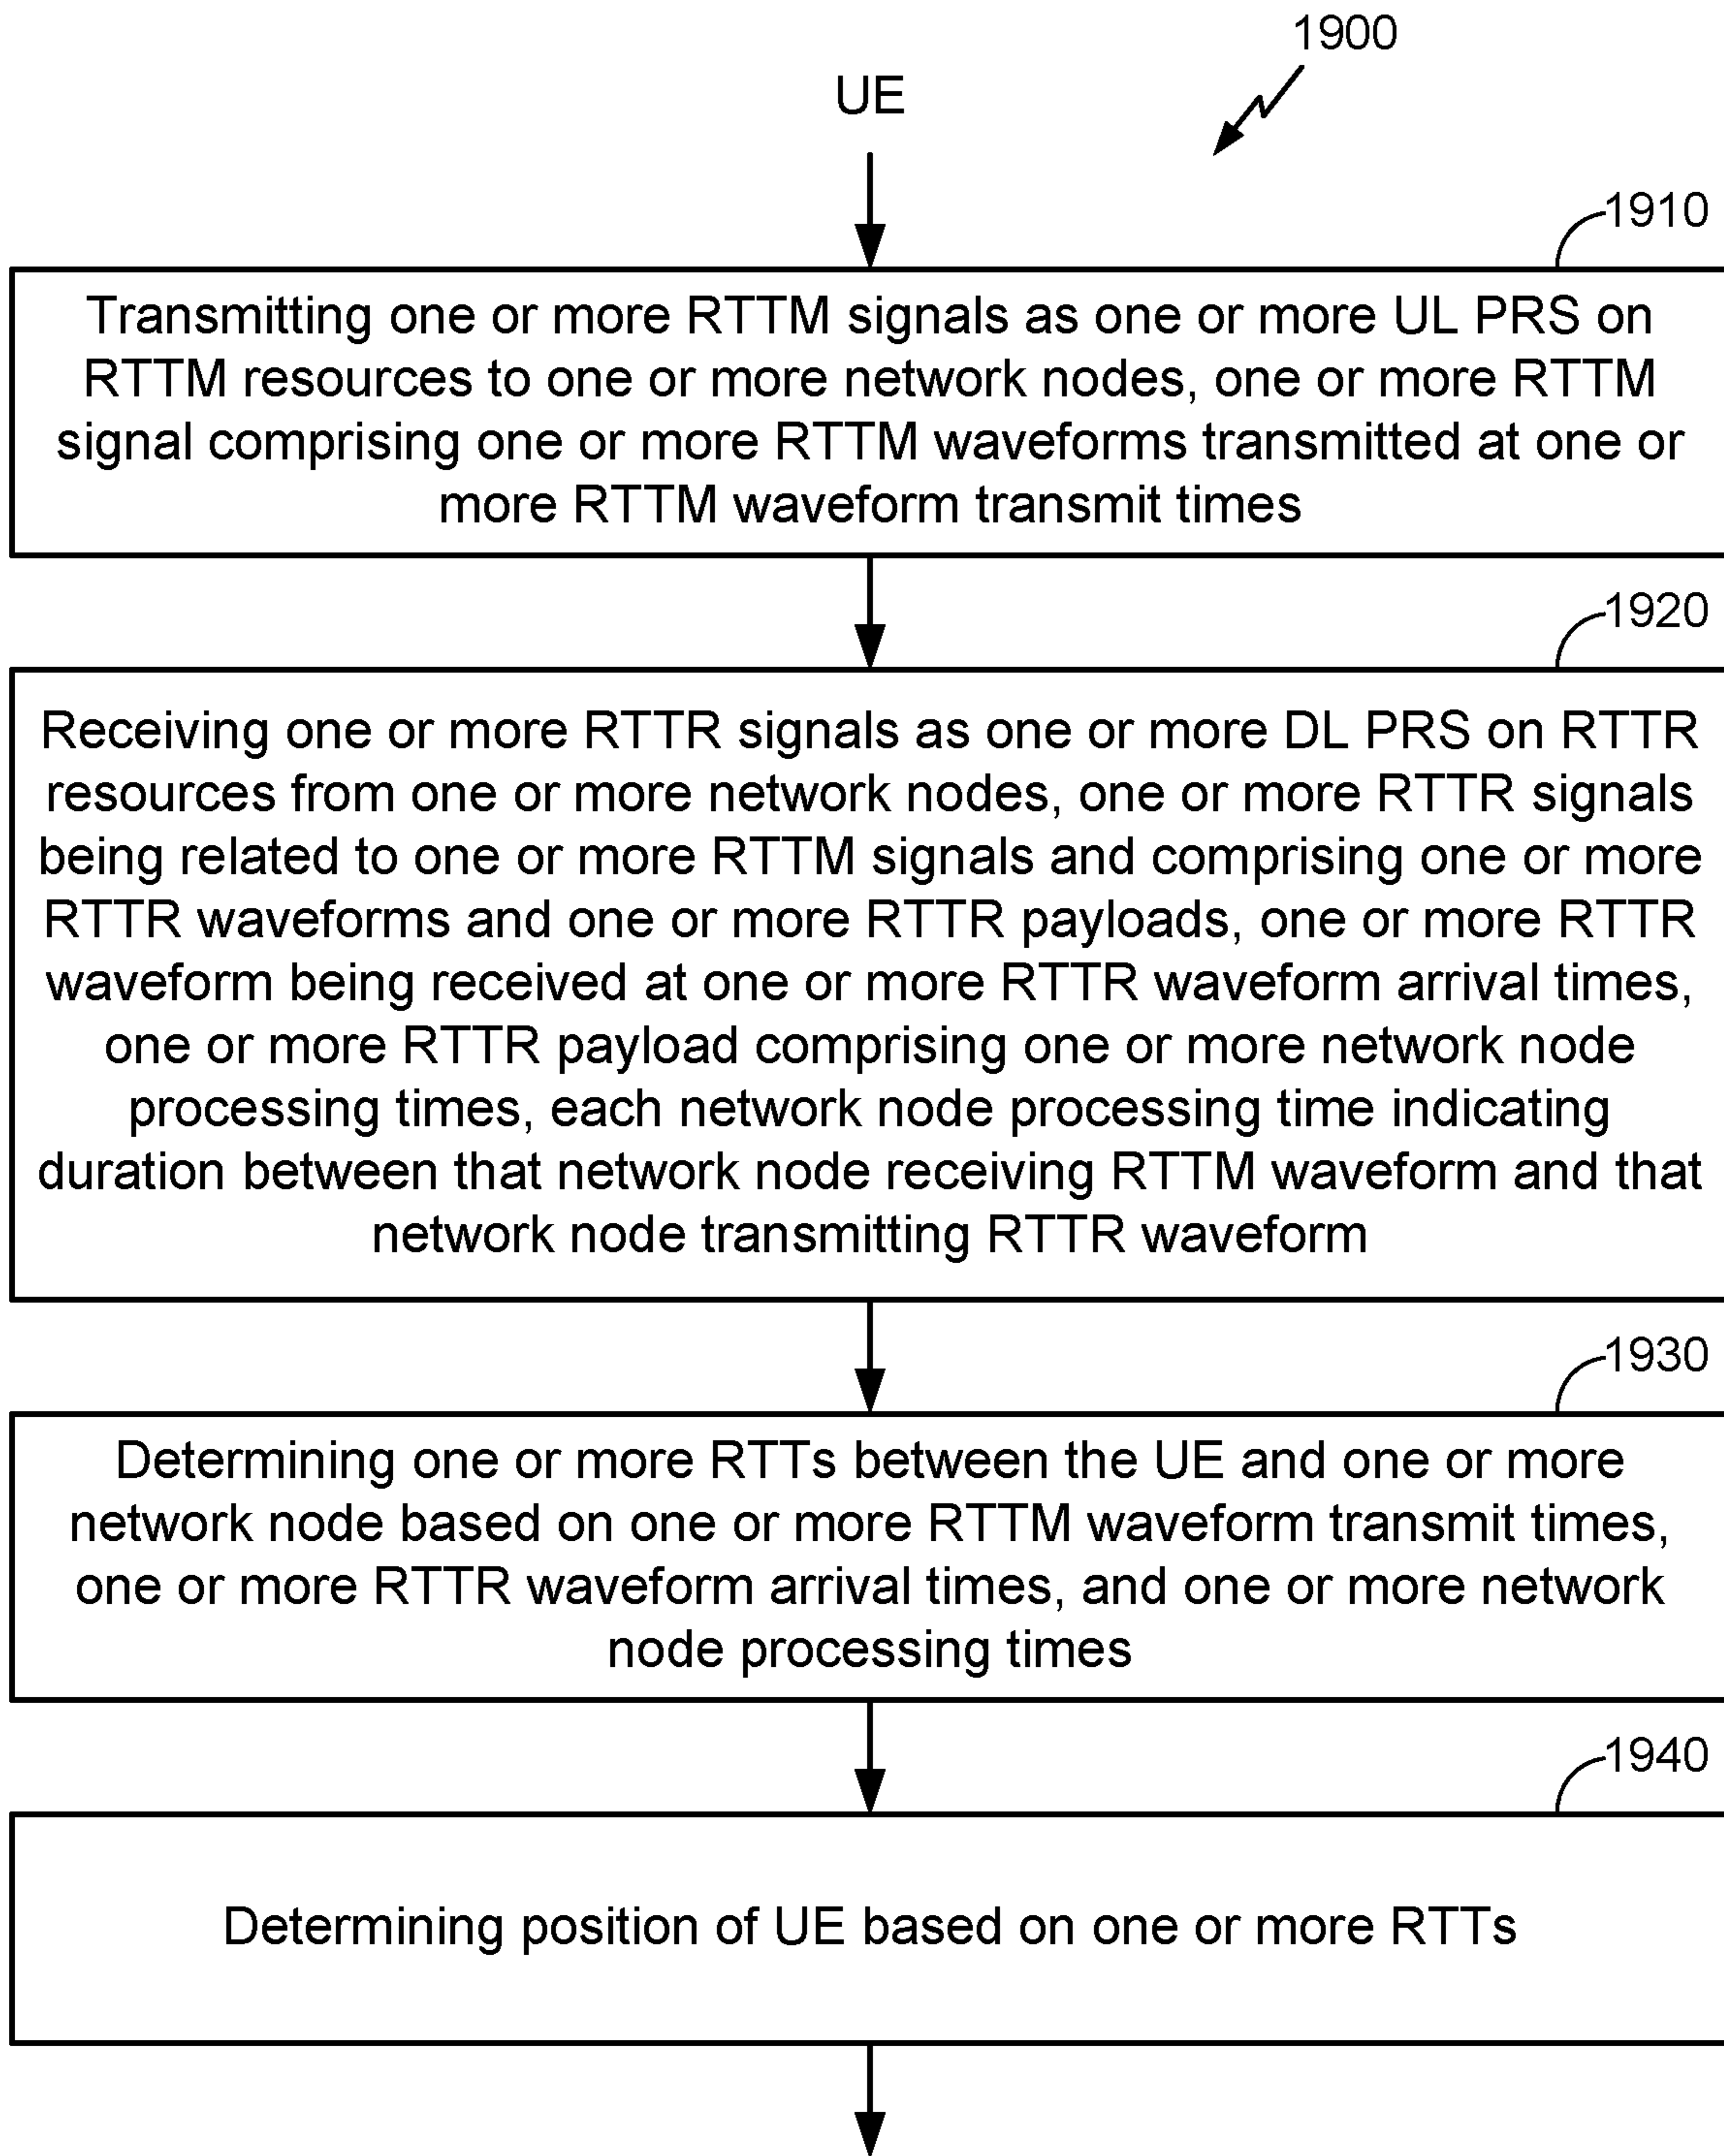 1900
UE
1910
Transmitting one or more RTTM signals as one or more UL PRS on
RTTM resources to one or more network nodes, one or more RTTM
signal comprising one or more RTTM waveforms transmitted at one or
more RTTM waveform transmit times
1920
Receiving one or more RTTR signals as one or more DL PRS on RTTR
resources from one or more network nodes, one or more RTTR signals
being related to one or more RTTM signals and comprising one or more
RTTR waveforms and one or more RTTR payloads, one or more RTTR
waveform being received at one or more RTTR waveform arrival times,
one or more RTTR payload comprising one or more network node
processing times, each network node processing time indicating
duration between that network node receiving RTTM waveform and that
network node transmitting RTTR waveform
1930
Determining one or more RTTs between the UE and one or more
network node based on one or more RTTM waveform transmit times,
one or more RTTR waveform arrival times, and one or more network
node processing times
1940
Determining position of UE based on one or more RTTs